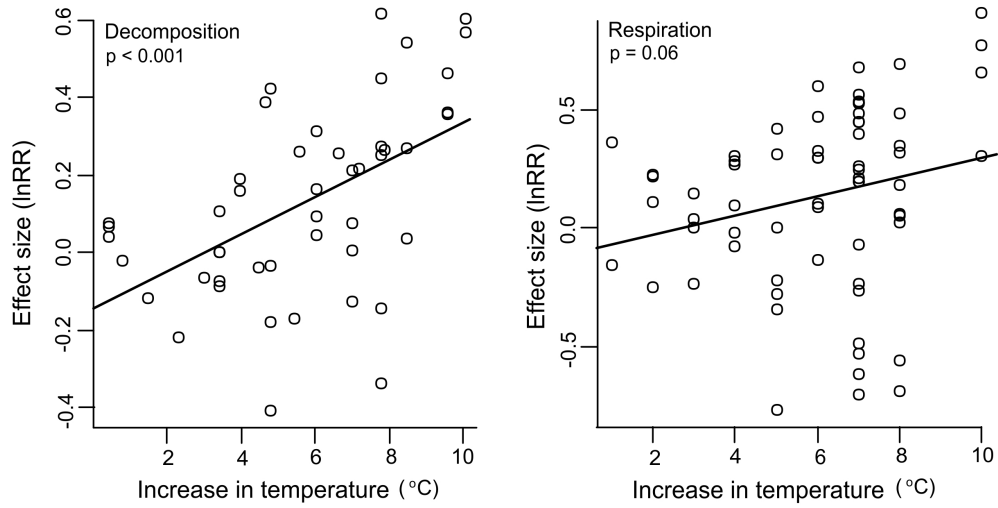 Decomposition
p < 0.001
0.6
0.4
0.2
0.0
-0.2
-0.4
Effect size (lnRR)
2 4 6 8 10
Increase in temperature (°C)
Respiration
p = 0.06
0.5
0.0
-0.5
Effect size (lnRR)
2 4 6 8 10
Increase in temperature (°C)